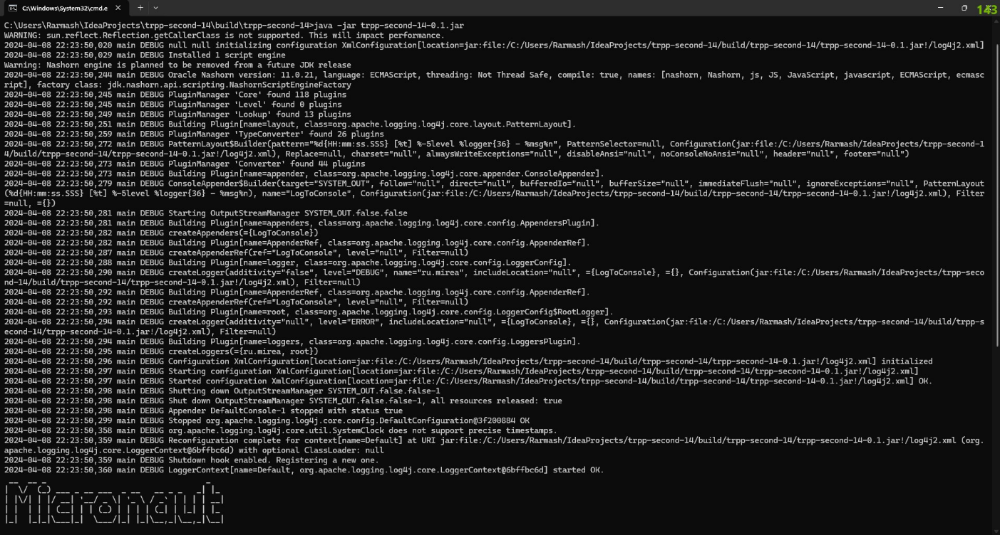 C:\Windows\System32\cmd.e
143
C:\Users\Rarmash\IdeaProjects\trpp-second-14\build\trpp-second-14>java -jar trpp-second-14-0.1.jar
WARNING: sun.reflect.Reflection.getCallerClass is not supported. This will impact performance.
2024-04-08 22:23:50,020 main DEBUG null null initializing configuration XmlConfiguration[location=jar:file:/C:/Users/Rarmash/IdeaProjects/trpp-second-14/build/trpp-second-14/trpp-second-14-0.1.jar!/log4j2.xml]
2024-04-08 22:23:50,029 main DEBUG Installed 1 script engine
Warning: Nashorn engine is planned to be removed from a future JDK release
2024-04-08 22:23:50,244 main DEBUG Oracle Nashorn version: 11.0.21, language: ECMAScript, threading: Not Thread Safe, compile: true, names: [nashorn, Nashorn, js, JS, JavaScript, javascript, ECMAScript, ecmasc
ript], factory class: jdk.nashorn.api.scripting.NashornScriptEngineFactory
2024-04-08 22:23:50,245 main DEBUG PluginManager 'Core' found 118 plugins
2024-04-08 22:23:50,245 main DEBUG PluginManager 'Level' found 0 plugins
2024-04-08 22:23:50,249 main DEBUG PluginManager 'Lookup' found 13 plugins
2024-04-08 22:23:50,251 main DEBUG Building Plugin[name=layout, class=org.apache.logging.log4j.core.layout.PatternLayout].
2024-04-08 22:23:50,259 main DEBUG PluginManager 'TypeConverter' found 26 plugins
2024-04-08 22:23:50,272 main DEBUG PatternLayout$Builder(pattern="%d{HH:mm:ss.SSS} [%t] %-5level %logger{36} - %msg%n", PatternSelector=null, Configuration(jar:file:/C:/Users/Rarmash/IdeaProjects/trpp-second-1
4/build/trpp-second-14/trpp-second-14-0.1.jar!/log4j2.xml), Replace=null, charset="null", alwaysWriteExceptions="null", disableAnsi="null", noConsoleNoAnsi="null", header="null", footer="null")
2024-04-08 22:23:50,273 main DEBUG PluginManager 'Converter' found 44 plugins
2024-04-08 22:23:50,273 main DEBUG Building Plugin[name=appender, class=org.apache.logging.log4j.core.appender.ConsoleAppender].
2024-04-08 22:23:50,279 main DEBUG ConsoleAppender$Builder(target="SYSTEM_OUT", follow="null", direct="null", bufferedIo="null", bufferSize="null", immediateFlush="null", ignoreExceptions="null", PatternLayout
(%d{HH:mm:ss.SSS} [%t] %-5level %logger{36} - %msg%n), name="LogToConsole", Configuration(jar:file:/C:/Users/Rarmash/IdeaProjects/trpp-second-14/build/trpp-second-14/trpp-second-14-0.1.jar!/log4j2.xml), Filter
=null, ={})
2024-04-08 22:23:50,281 main DEBUG Starting OutputStreamManager SYSTEM_OUT.false.false
2024-04-08 22:23:50,281 main DEBUG Building Plugin[name=appenders, class=org.apache.logging.log4j.core.config.AppendersPlugin].
2024-04-08 22:23:50,282 main DEBUG createAppenders(={LogToConsole})
2024-04-08 22:23:50,282 main DEBUG Building Plugin[name=AppenderRef, class=org.apache.logging.log4j.core.config.AppenderRef].
2024-04-08 22:23:50,287 main DEBUG createAppenderRef(ref="LogToConsole", level="null", Filter=null)
2024-04-08 22:23:50,288 main DEBUG Building Plugin[name=logger, class=org.apache.logging.log4j.core.config.LoggerConfig].
2024-04-08 22:23:50,290 main DEBUG createLogger(additivity="false", level="DEBUG", name="ru.mirea", includeLocation="null", ={LogToConsole}, ={}, Configuration(jar:file:/C:/Users/Rarmash/IdeaProjects/trpp-seco
nd-14/build/trpp-second-14/trpp-second-14-0.1.jar!/log4j2.xml), Filter=null)
2024-04-08 22:23:50,292 main DEBUG Building Plugin[name=AppenderRef, class=org.apache.logging.log4j.core.config.AppenderRef].
2024-04-08 22:23:50,292 main DEBUG createAppenderRef(ref="LogToConsole", level="null", Filter=null)
2024-04-08 22:23:50,293 main DEBUG Building Plugin[name=root, class=org.apache.logging.log4j.core.config.LoggerConfig$RootLogger].
2024-04-08 22:23:50,294 main DEBUG createLogger(additivity="null", level="ERROR", includeLocation="null", ={LogToConsole}, ={}, Configuration(jar:file:/C:/Users/Rarmash/IdeaProjects/trpp-second-14/build/trpp-s
econd-14/trpp-second-14-0.1.jar!/log4j2.xml), Filter=null)
2024-04-08 22:23:50,294 main DEBUG Building Plugin[name=loggers, class=org.apache.logging.log4j.core.config.LoggersPlugin].
2024-04-08 22:23:50,295 main DEBUG createLoggers(={ru.mirea, root})
2024-04-08 22:23:50,296 main DEBUG Configuration XmlConfiguration[location=jar:file:/C:/Users/Rarmash/IdeaProjects/trpp-second-14/build/trpp-second-14/trpp-second-14-0.1.jar!/log4j2.xml] initialized
2024-04-08 22:23:50,297 main DEBUG Starting configuration XmlConfiguration[location=jar:file:/C:/Users/Rarmash/IdeaProjects/trpp-second-14/build/trpp-second-14/trpp-second-14-0.1.jar!/log4j2.xml]
2024-04-08 22:23:50,297 main DEBUG Started configuration XmlConfiguration[location=jar:file:/C:/Users/Rarmash/IdeaProjects/trpp-second-14/build/trpp-second-14/trpp-second-14-0.1.jar!/log4j2.xml] OK.
2024-04-08 22:23:50,298 main DEBUG Shutting down OutputStreamManager SYSTEM_OUT.false.false-1
2024-04-08 22:23:50,298 main DEBUG Shut down OutputStreamManager SYSTEM_OUT.false.false-1, all resources released: true
2024-04-08 22:23:50,298 main DEBUG Appender DefaultConsole-1 stopped with status true
2024-04-08 22:23:50,299 main DEBUG Stopped org.apache.logging.log4j.core.config.DefaultConfiguration@3f200884 OK
2024-04-08 22:23:50,358 main DEBUG org.apache.logging.log4j.core.util.SystemClock does not support precise timestamps.
2024-04-08 22:23:50,359 main DEBUG Reconfiguration complete for context[name=Default] at URI jar:file:/C:/Users/Rarmash/IdeaProjects/trpp-second-14/build/trpp-second-14/trpp-second-14-0.1.jar!/log4j2.xml (org.
apache.logging.log4j.core.LoggerContext@6bffbc6d) with optional ClassLoader: null
2024-04-08 22:23:50,359 main DEBUG Shutdown hook enabled. Registering a new one.
2024-04-08 22:23:50,360 main DEBUG LoggerContext[name=Default, org.apache.logging.log4j.core.LoggerContext@6bffbc6d] started OK.
Micronaut